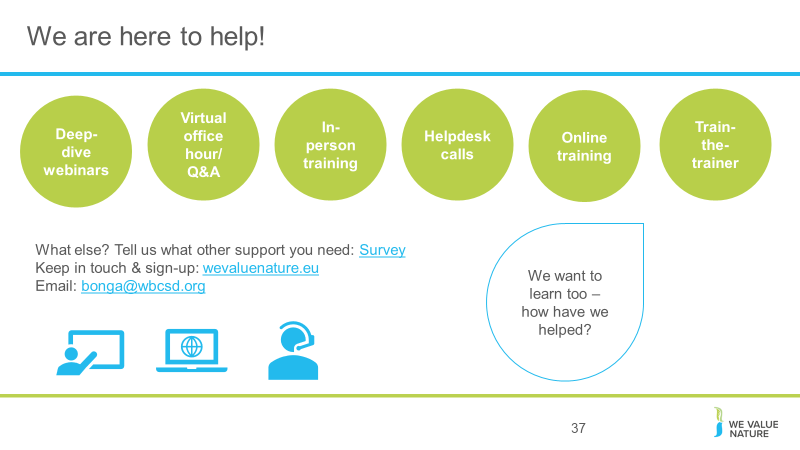 We are here to help!
Deep-
dive
webinars
Virtual
office
hour/
Q&A
In-
person
training
Helpdesk
calls
Online
training
Train-
the-
trainer
What else? Tell us what other support you need: Survey
Keep in touch & sign-up: wevaluenature.eu
Email: bonga@wbcsd.org
We want to
learn too –
how have we
helped?
37
WE VALUE
NATURE